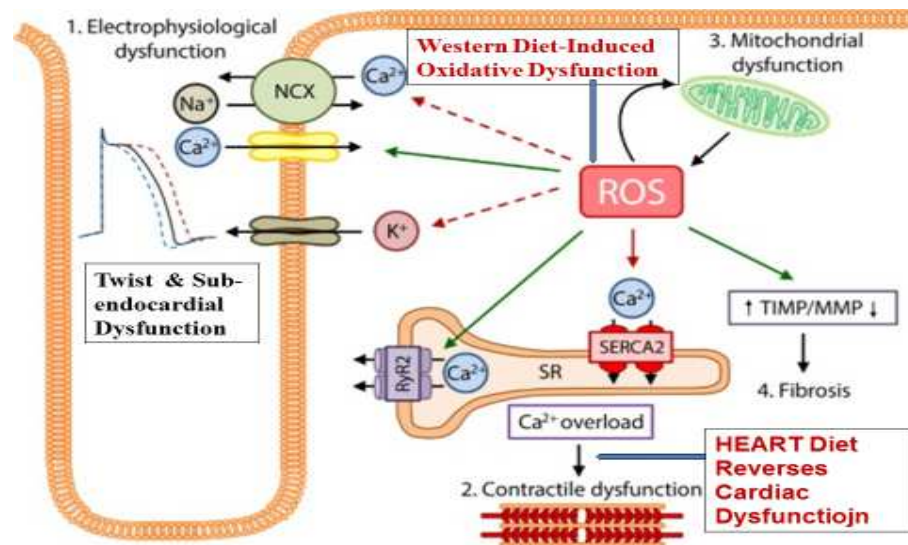 1. Electrophysiological
dysfunction
Western Diet-Induced
Oxidative Dysfunction
3. Mitochondrial
dysfunction
NCX
Ca²⁺
Na⁺
Ca²⁺
ROS
K⁺
Twist & Sub-
endocardial
Dysfunction
Ca²⁺
↑ TIMP/MMP ↓
SERCA2
RyR2
Ca²⁺
SR
4. Fibrosis
Ca²⁺ overload
HEART Diet
Reverses
Cardiac
Dysfunctiojn
2. Contractile dysfunction